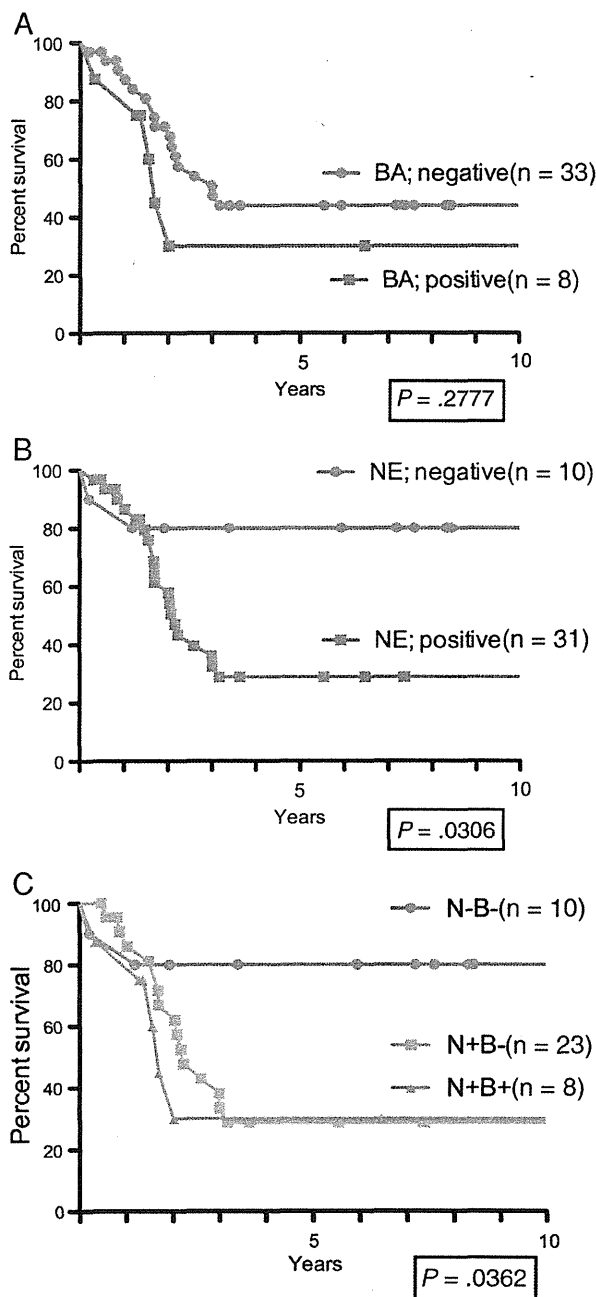 A
Percent survival
100
80
60
40
20
0
BA; negative(n = 33)
BA; positive(n = 8)
5
10
Years
P = .2777
B
Percent survival
100
80
60
40
20
0
NE; negative(n = 10)
NE; positive(n = 31)
5
10
Years
P = .0306
C
Percent survival
100
80
60
40
20
0
N-B-(n = 10)
N+B-(n = 23)
N+B+(n = 8)
5
10
Years
P = .0362